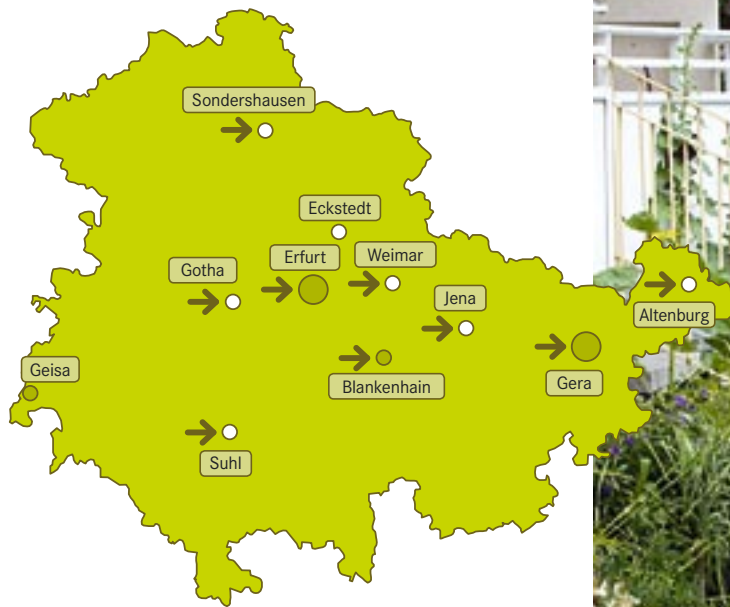 Sondershausen
Eckstedt
Erfurt
Weimar
Gotha
Jena
Altenburg
Geisa
Blankenhain
Gera
Suhl